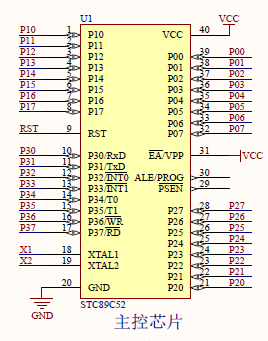 U1
P10 1 P10 VCC 40 VCC
P11 2 P11
P12 3 P12 P00 39 P00
P13 4 P13 P01 38 P01
P14 5 P14 P02 37 P02
P15 6 P15 P03 36 P03
P16 7 P16 P04 35 P04
P17 8 P17 P05 34 P05
P06 33 P06
RST 9 RST P07 32 P07
P30 10 P30/RxD EA/VPP 31 VCC
P31 11 P31/TxD
P32 12 P32/INT0 ALE/PROG 30
P33 13 P33/INT1 PSEN 29
P34 14 P34/T0
P35 15 P35/T1 P27 28 P27
P36 16 P36/WR P26 27 P26
P37 17 P37/RD P25 26 P25
P24 25 P24
X1 18 XTAL1 P23 24 P23
X2 19 XTAL2 P22 23 P22
P21 22 P21
20 GND P20 21 P20
STC89C52
GND
主控芯片